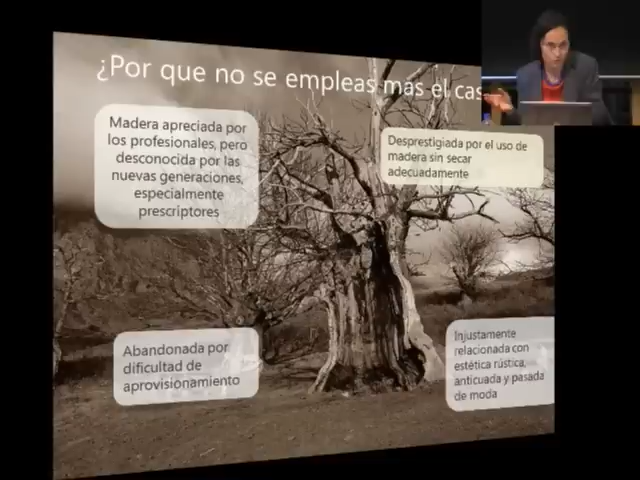 ¿Por que no se empleas más el cas
Madera apreciada por
los profesionales, pero
desconocida por las
nuevas generaciones,
especialmente
prescriptores
Desprestigiada por el uso de
madera sin secar
adecuadamente
Abandonada por
dificultad de
aprovisionamiento
Injustamente
relacionada con
estética rústica,
anticuada y pasada
de moda